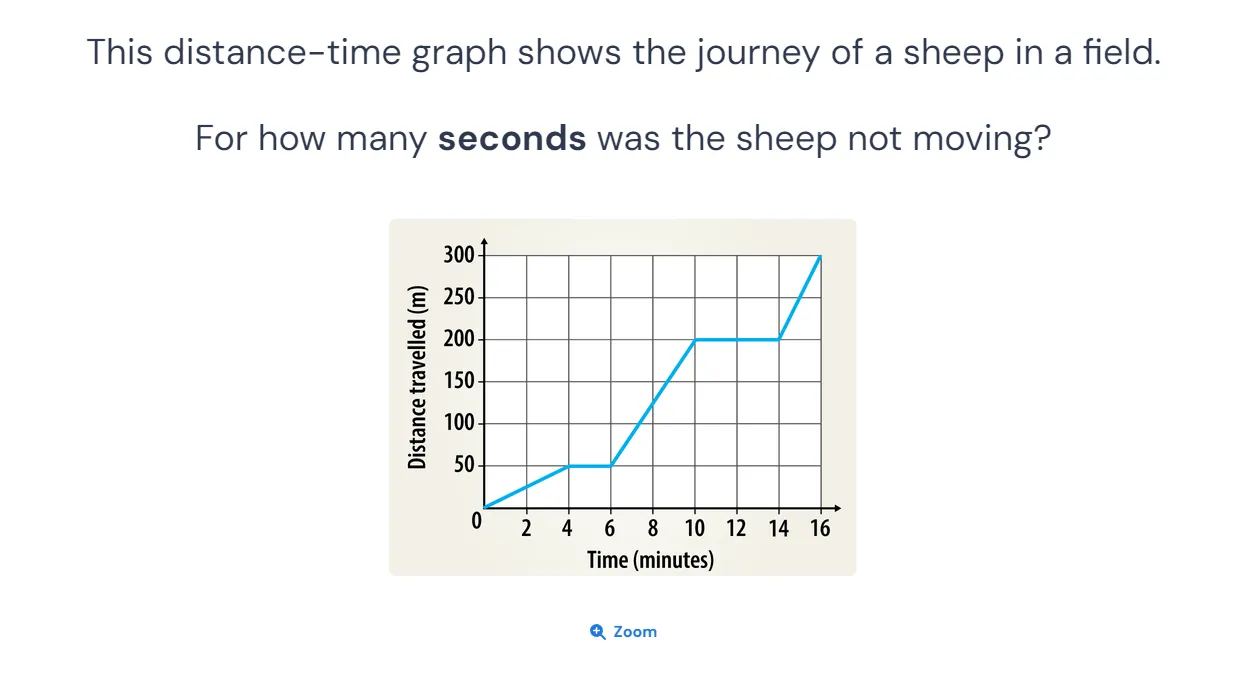 This distance-time graph shows the journey of a sheep in a field.
For how many seconds was the sheep not moving?
300
250
200
150
100
50
0
Distance travelled (m)
2 4 6 8 10 12 14 16
Time (minutes)
Zoom